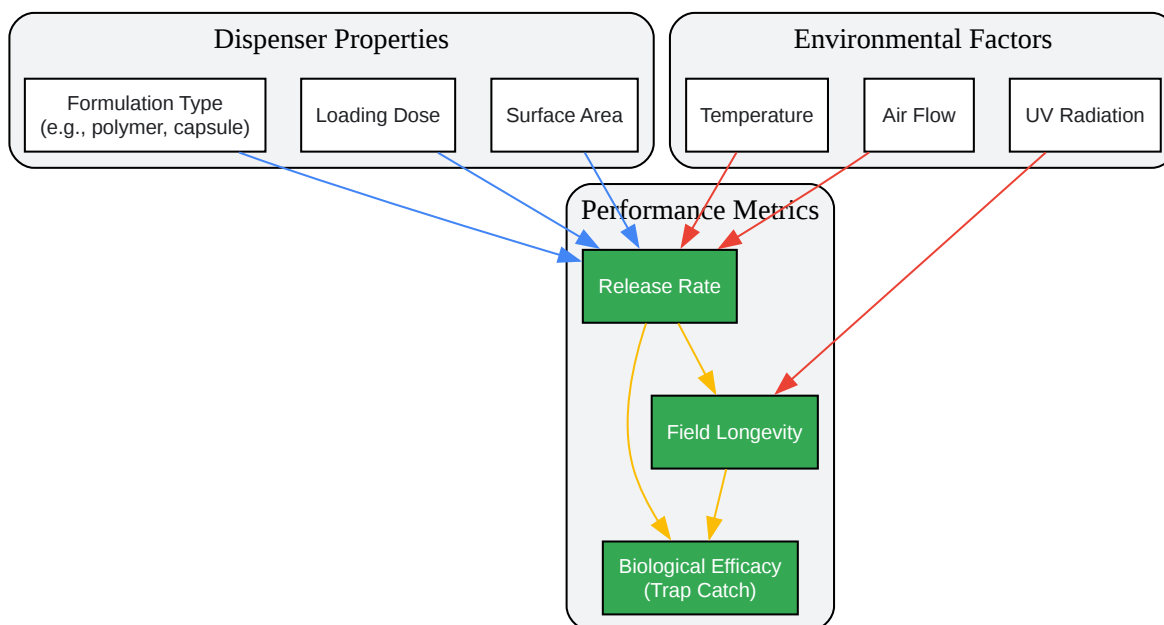 Dispenser Properties
Formulation Type
(e.g., polymer, capsule)
Loading Dose
Surface Area
Environmental Factors
Temperature
Air Flow
UV Radiation
Performance Metrics
Release Rate
Field Longevity
Biological Efficacy
(Trap Catch)